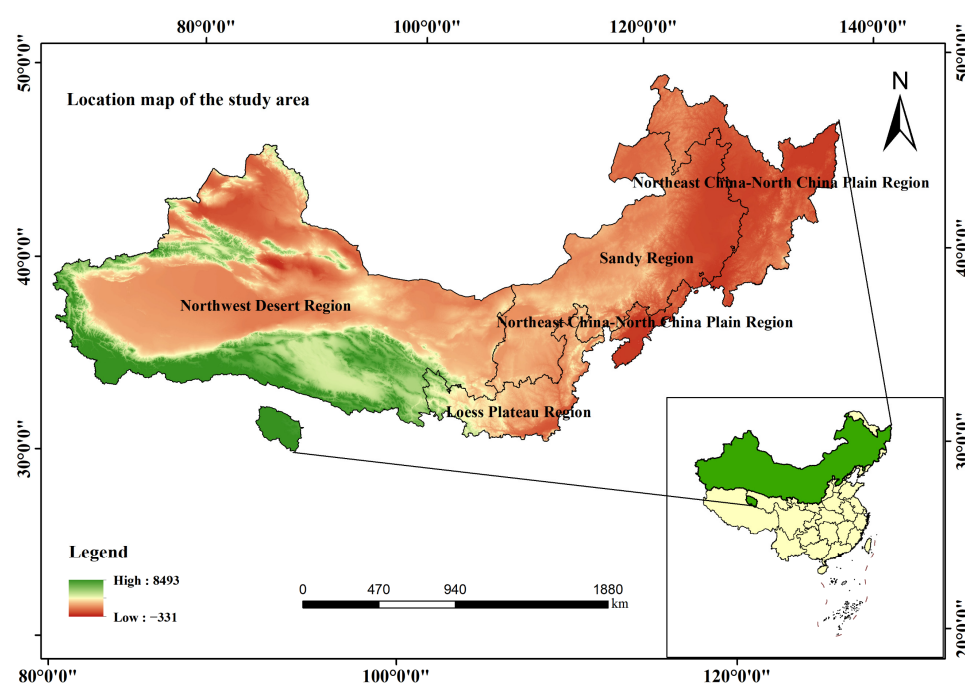 80°0'0" 100°0'0" 120°0'0" 140°0'0"
50°0'0"
50°0'0"
N
Location map of the study area
Northeast China-North China Plain Region
40°0'0"
40°0'0"
Sandy Region
Northwest Desert Region
Northeast China-North China Plain Region
Loess Plateau Region
30°0'0"
30°0'0"
Legend
High : 8493
Low : −331
0 470 940 1880
km
20°0'0"
80°0'0" 100°0'0" 120°0'0"